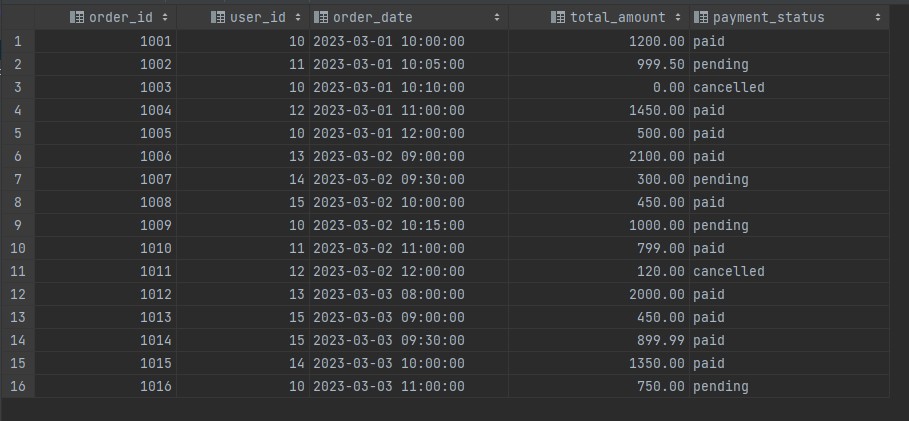 order_id user_id order_date total_amount payment_status
1 1001 10 2023-03-01 10:00:00 1200.00 paid
2 1002 11 2023-03-01 10:05:00 999.50 pending
3 1003 10 2023-03-01 10:10:00 0.00 cancelled
4 1004 12 2023-03-01 11:00:00 1450.00 paid
5 1005 10 2023-03-01 12:00:00 500.00 paid
6 1006 13 2023-03-02 09:00:00 2100.00 paid
7 1007 14 2023-03-02 09:30:00 300.00 pending
8 1008 15 2023-03-02 10:00:00 450.00 paid
9 1009 10 2023-03-02 10:15:00 1000.00 pending
10 1010 11 2023-03-02 11:00:00 799.00 paid
11 1011 12 2023-03-02 12:00:00 120.00 cancelled
12 1012 13 2023-03-03 08:00:00 2000.00 paid
13 1013 15 2023-03-03 09:00:00 450.00 paid
14 1014 15 2023-03-03 09:30:00 899.99 paid
15 1015 14 2023-03-03 10:00:00 1350.00 paid
16 1016 10 2023-03-03 11:00:00 750.00 pending